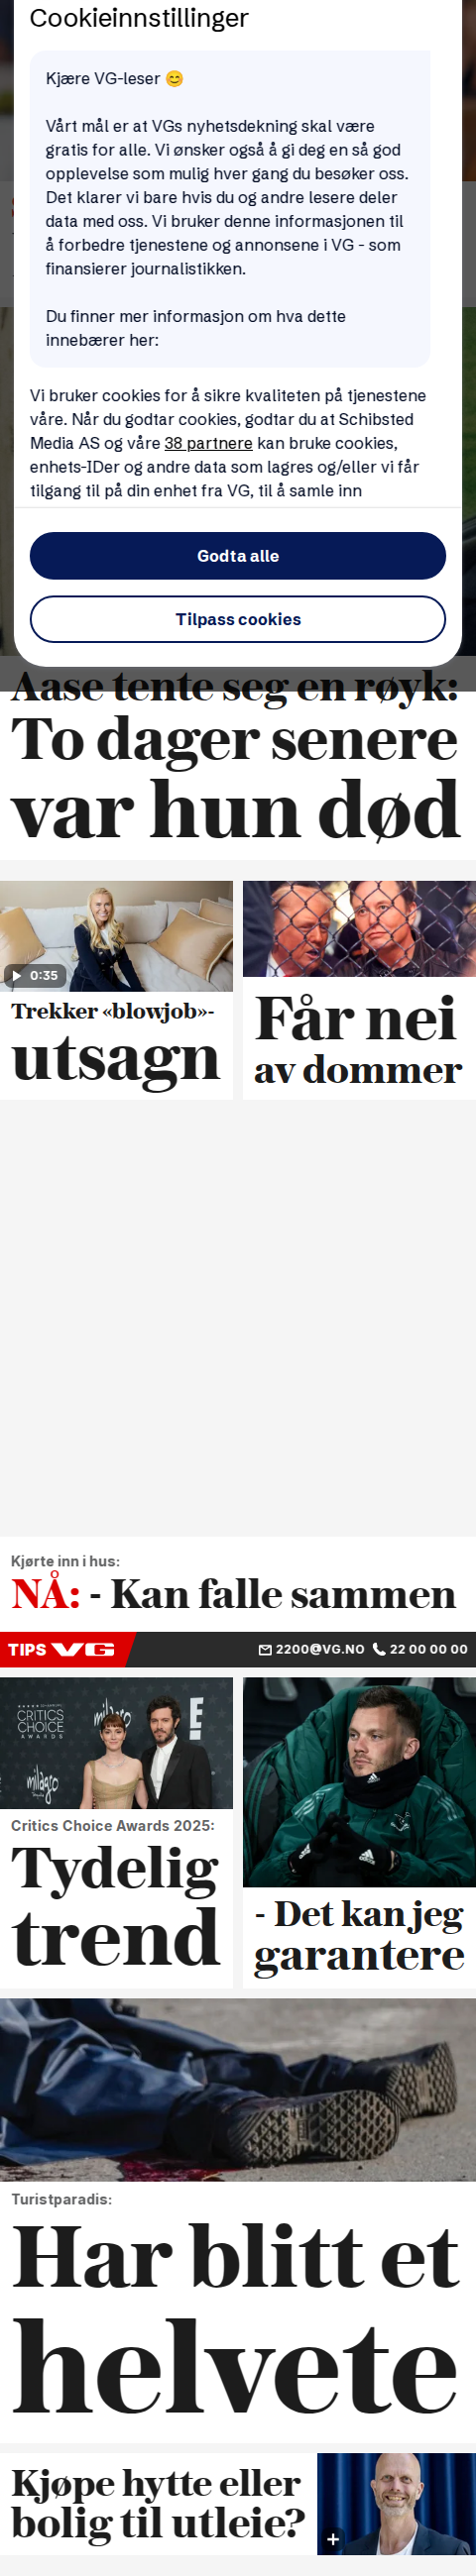 Cookieinnstillinger
Kjære VG-leser 😊
Vårt mål er at VGs nyhetsdekning skal være
gratis for alle. Vi ønsker også å gi deg en så god
opplevelse som mulig hver gang du besøker oss.
Det klarer vi bare hvis du og andre lesere deler
data med oss. Vi bruker denne informasjonen til
å forbedre tjenestene og annonsene i VG - som
finansierer journalistikken.
Du finner mer informasjon om hva dette
innebærer her:
Vi bruker cookies for å sikre kvaliteten på tjenestene
våre. Når du godtar cookies, godtar du at Schibsted
Media AS og våre 38 partnere kan bruke cookies,
enhets-IDer og andre data som lagres og/eller vi får
tilgang til på din enhet fra VG, til å samle inn
Godta alle
Tilpass cookies
Aase tente seg en røyk:
To dager senere
var hun død
0:35
Trekker «blowjob»-
utsagn
Får nei
av dommer
Kjørte inn i hus:
NÅ: - Kan falle sammen
TIPS VG 2200@VG.NO 22 00 00 00
CRITICS
CHOICE
AWARDS
milagro
E
milagro
milagro
Critics Choice Awards 2025:
Tydelig
trend
- Det kan jeg
garantere
Turistparadis:
Har blitt et
helvete
Kjøpe hytte eller
bolig til utleie?